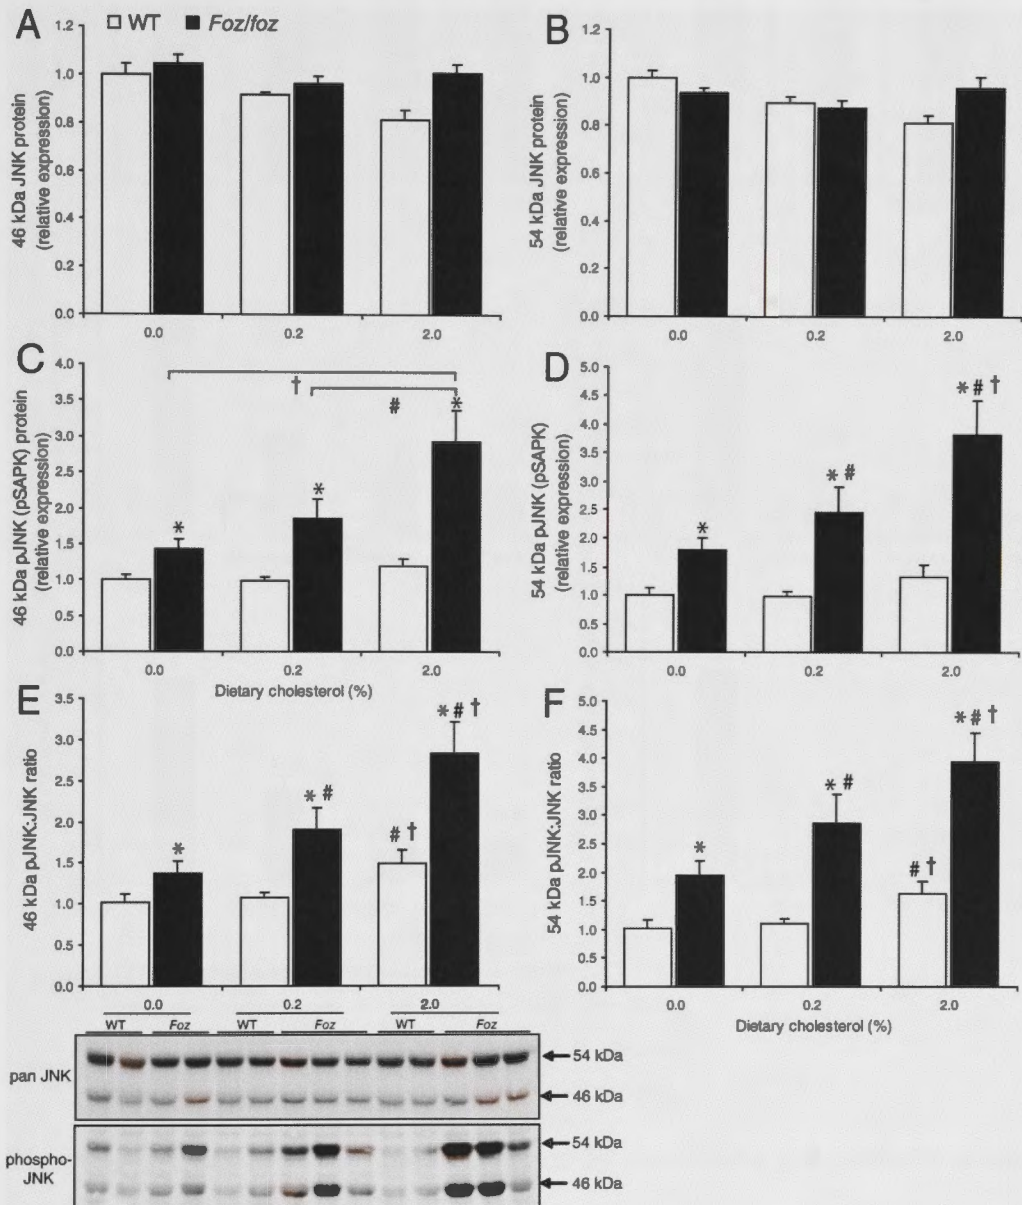 A
WT Foz/foz
46 kDa JNK protein
(relative expression)
1.2
1.0
0.8
0.6
0.4
0.2
0.0
0.0 0.2 2.0
B
54 kDa JNK protein
(relative expression)
1.2
1.0
0.8
0.6
0.4
0.2
0.0
0.0 0.2 2.0
C
46 kDa pJNK (pSAPK) protein
(relative expression)
4.0
3.5
3.0
2.5
2.0
1.5
1.0
0.5
0.0
†
#
*
*
*
0.0 0.2 2.0
Dietary cholesterol (%)
D
54 kDa pJNK (pSAPK)
(relative expression)
5.0
4.5
4.0
3.5
3.0
2.5
2.0
1.5
1.0
0.5
0.0
*
* #
* # †
0.0 0.2 2.0
E
46 kDa pJNK:JNK ratio
3.5
3.0
2.5
2.0
1.5
1.0
0.5
0.0
*
* #
# †
* # †
0.0 0.2 2.0
F
54 kDa pJNK:JNK ratio
5.0
4.5
4.0
3.5
3.0
2.5
2.0
1.5
1.0
0.5
0.0
*
* #
# †
* # †
0.0 0.2 2.0
Dietary cholesterol (%)
WT Foz WT Foz WT Foz
pan JNK
54 kDa
46 kDa
phospho-
JNK
54 kDa
46 kDa